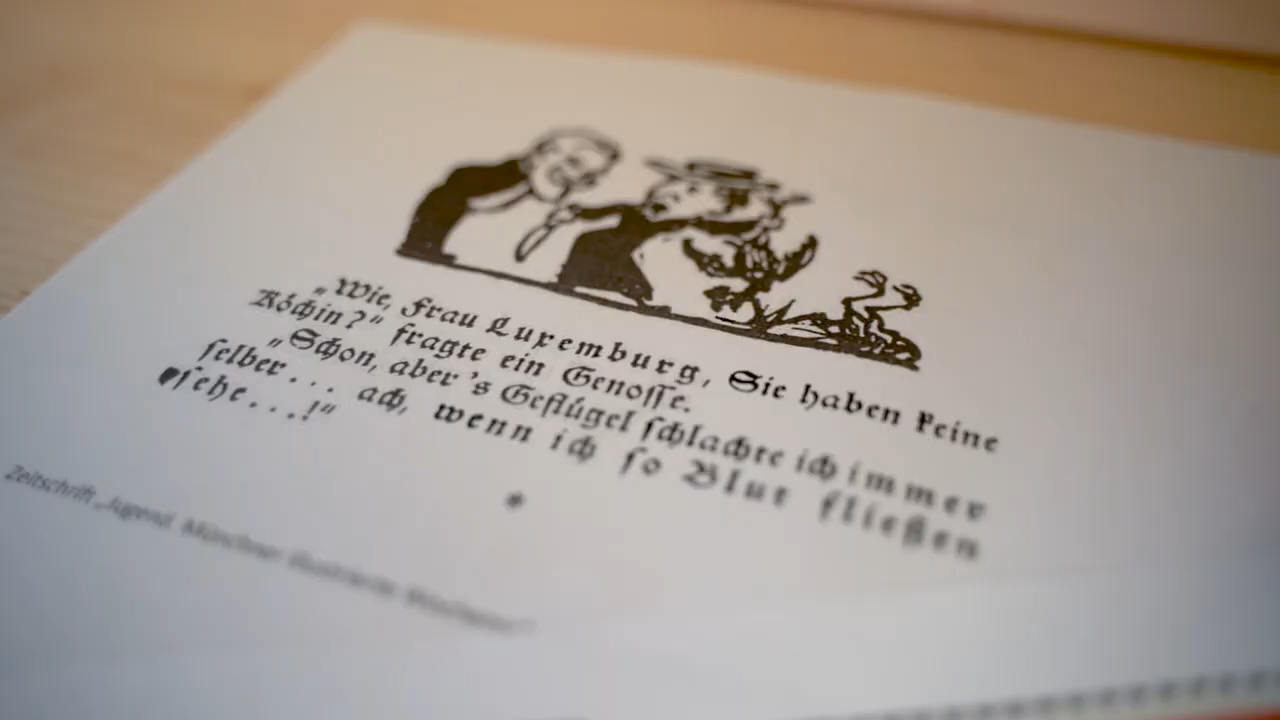 „Wie, Frau Luxemburg, Sie haben keine
Köchin?“ fragte ein Genosse.
„Schon, aber 's Geflügel schlachte ich immer
selber... ach, wenn ich so Blut fließen
sehe...!“
*
Zeitschrift „Jugend. Münchner illustrierte